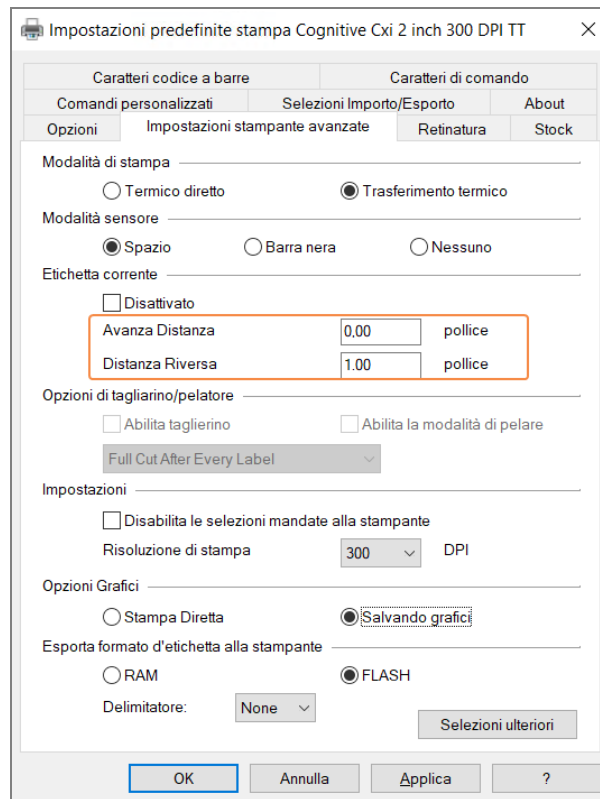 Impostazioni predefinite stampa Cognitive Cxi 2 inch 300 DPI TT
Caratteri codice a barre Caratteri di comando
Comandi personalizzati Selezioni Importo/Esporto About
Opzioni Impostazioni stampante avanzate Retinatura Stock
Modalità di stampa
Termico diretto Trasferimento termico
Modalità sensore
Spazio Barra nera Nessuno
Etichetta corrente
Disattivato
Avanza Distanza 0,00 pollice
Distanza Riversa 1.00 pollice
Opzioni di tagliarino/pelatore
Abilita taglierino Abilita la modalità di pelare
Full Cut After Every Label
Impostazioni
Disabilita le selezioni mandate alla stampante
Risoluzione di stampa 300 DPI
Opzioni Grafici
Stampa Diretta Salvando grafici
Esporta formato d'etichetta alla stampante
RAM FLASH
Delimitatore: None
Selezioni ulteriori
OK Annulla Applica ?